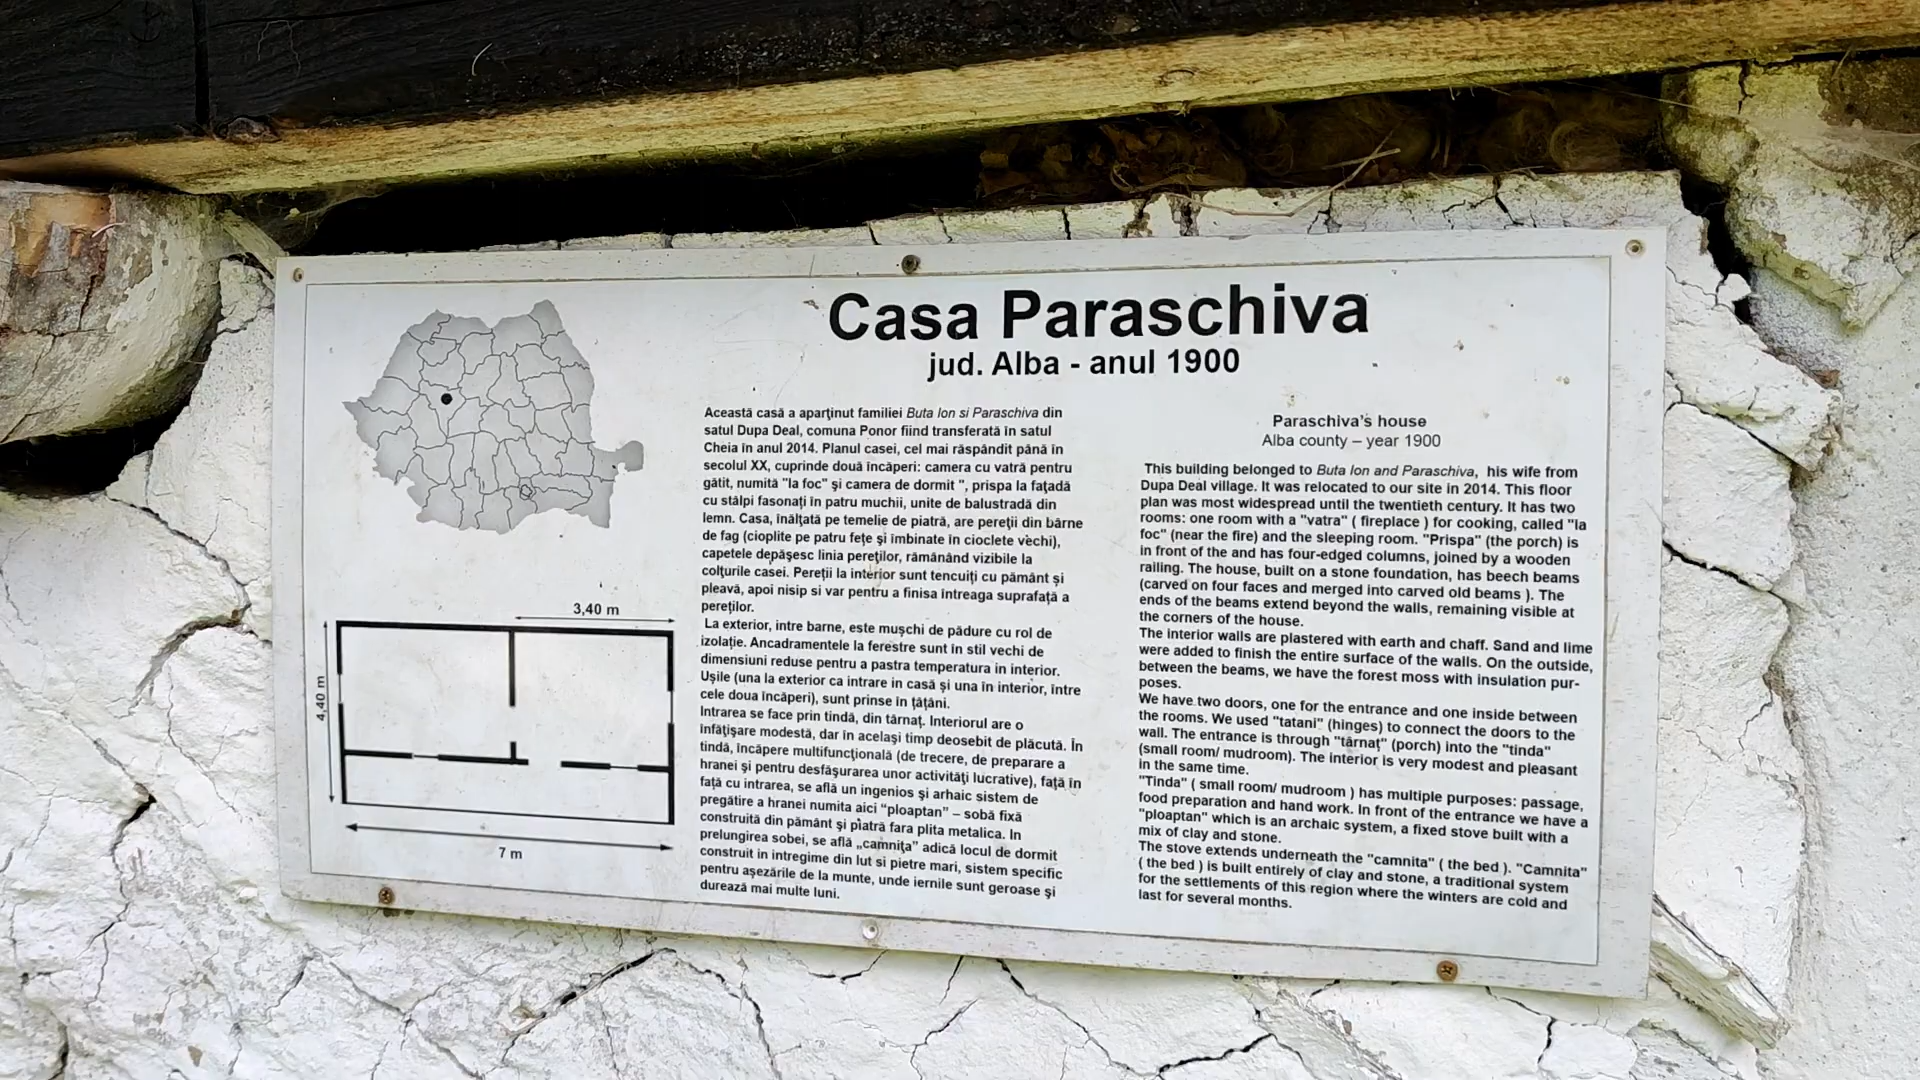 Casa Paraschiva
jud. Alba - anul 1900
Această casă a aparţinut familiei Buta Ion si Paraschiva din
satul Dupa Deal, comuna Ponor fiind transferată în satul
Cheia în anul 2014. Planul casei, cel mai răspândit până în
secolul XX, cuprinde două încăperi: camera cu vatră pentru
gătit, numită "la foc" şi camera de dormit ", prispa la faţadă
cu stâlpi fasonați în patru muchii, unite de balustradă din
lemn. Casa, înălţată pe temelie de piatră, are pereţii din bârne
de fag (cioplite pe patru feţe şi îmbinate în cioclete vechi),
capetele depăşesc linia pereţilor, rămânând vizibile la
colţurile casei. Pereții la interior sunt tencuiți cu pământ și
pleavă, apoi nisip si var pentru a finisa întreaga suprafață a
pereților.
La exterior, intre barne, este mușchi de pădure cu rol de
izolație. Ancadramentele la ferestre sunt în stil vechi de
dimensiuni reduse pentru a pastra temperatura in interior.
Uşile (una la exterior ca intrare in casă şi una în interior, între
cele doua încăperi), sunt prinse în ţâţâni.
Intrarea se face prin tindă, din târnaţ. Interiorul are o
înfăţişare modestă, dar în acelaşi timp deosebit de plăcută. În
tindă, încăpere multifuncţională (de trecere, de preparare a
hranei şi pentru desfăşurarea unor activităţi lucrative), faţă în
faţă cu intrarea, se află un ingenios şi arhaic sistem de
pregătire a hranei numita aici “ploaptan” – sobă fixă
construită din pământ şi piatră fara plita metalica. In
prelungirea sobei, se află „camniţa” adică locul de dormit
construit in intregime din lut si pietre mari, sistem specific
pentru aşezările de la munte, unde iernile sunt geroase şi
durează mai multe luni.
Paraschiva's house
Alba county – year 1900
This building belonged to Buta Ion and Paraschiva, his wife from
Dupa Deal village. It was relocated to our site in 2014. This floor
plan was most widespread until the twentieth century. It has two
rooms: one room with a "vatra" ( fireplace ) for cooking, called "la
foc" (near the fire) and the sleeping room. "Prispa" (the porch) is
in front of the and has four-edged columns, joined by a wooden
railing. The house, built on a stone foundation, has beech beams
(carved on four faces and merged into carved old beams ). The
ends of the beams extend beyond the walls, remaining visible at
the corners of the house.
The interior walls are plastered with earth and chaff. Sand and lime
were added to finish the entire surface of the walls. On the outside,
between the beams, we have the forest moss with insulation pur-
poses.
We have two doors, one for the entrance and one inside between
the rooms. We used "tatani" (hinges) to connect the doors to the
wall. The entrance is through "târnaț" (porch) into the "tinda"
(small room/ mudroom). The interior is very modest and pleasant
in the same time.
"Tinda" ( small room/ mudroom ) has multiple purposes: passage,
food preparation and hand work. In front of the entrance we have a
"ploaptan" which is an archaic system, a fixed stove built with a
mix of clay and stone.
The stove extends underneath the "camnita" ( the bed ). "Camnita"
( the bed ) is built entirely of clay and stone, a traditional system
for the settlements of this region where the winters are cold and
last for several months.
3,40 m
4,40 m
7 m